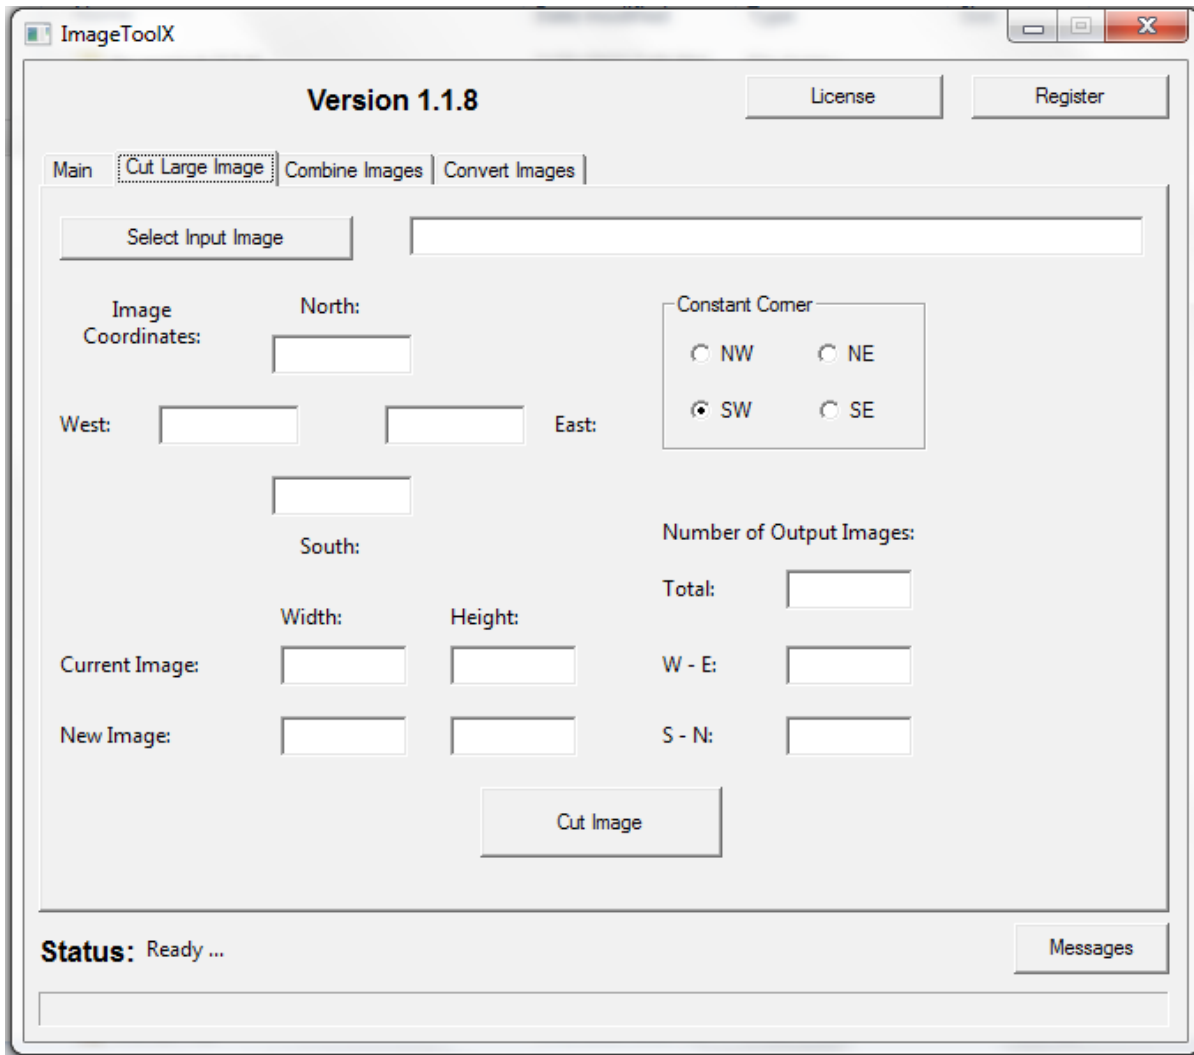 ImageToolX
Version 1.1.8
License
Register
Main
Cut Large Image
Combine Images
Convert Images
Select Input Image
Image
Coordinates:
North:
West:
East:
South:
Constant Corner
NW
NE
SW
SE
Number of Output Images:
Total:
Width:
Height:
Current Image:
W - E:
New Image:
S - N:
Cut Image
Status: Ready ...
Messages